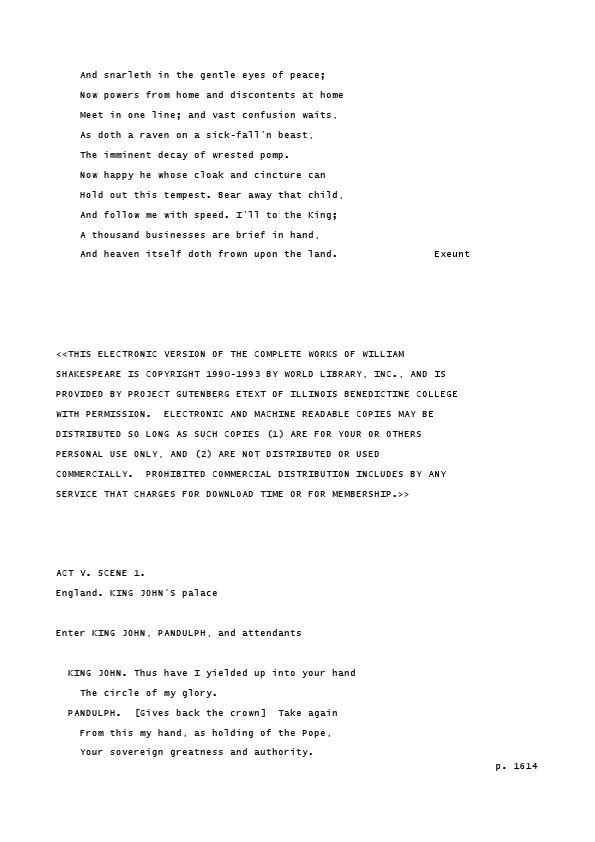 And snarleth in the gentle eyes of peace;
Now powers from home and discontents at home
Meet in one line; and vast confusion waits,
As doth a raven on a sick-fall'n beast,
The imminent decay of wrested pomp.
Now happy he whose cloak and cincture can
Hold out this tempest. Bear away that child,
And follow me with speed. I'll to the King;
A thousand businesses are brief in hand,
And heaven itself doth frown upon the land. Exeunt
<<THIS ELECTRONIC VERSION OF THE COMPLETE WORKS OF WILLIAM
SHAKESPEARE IS COPYRIGHT 1990-1993 BY WORLD LIBRARY, INC., AND IS
PROVIDED BY PROJECT GUTENBERG ETEXT OF ILLINOIS BENEDICTINE COLLEGE
WITH PERMISSION. ELECTRONIC AND MACHINE READABLE COPIES MAY BE
DISTRIBUTED SO LONG AS SUCH COPIES (1) ARE FOR YOUR OR OTHERS
PERSONAL USE ONLY, AND (2) ARE NOT DISTRIBUTED OR USED
COMMERCIALLY. PROHIBITED COMMERCIAL DISTRIBUTION INCLUDES BY ANY
SERVICE THAT CHARGES FOR DOWNLOAD TIME OR FOR MEMBERSHIP.>>
ACT V. SCENE 1.
England. KING JOHN'S palace
Enter KING JOHN, PANDULPH, and attendants
KING JOHN. Thus have I yielded up into your hand
The circle of my glory.
PANDULPH. [Gives back the crown] Take again
From this my hand, as holding of the Pope,
Your sovereign greatness and authority.
p. 1614